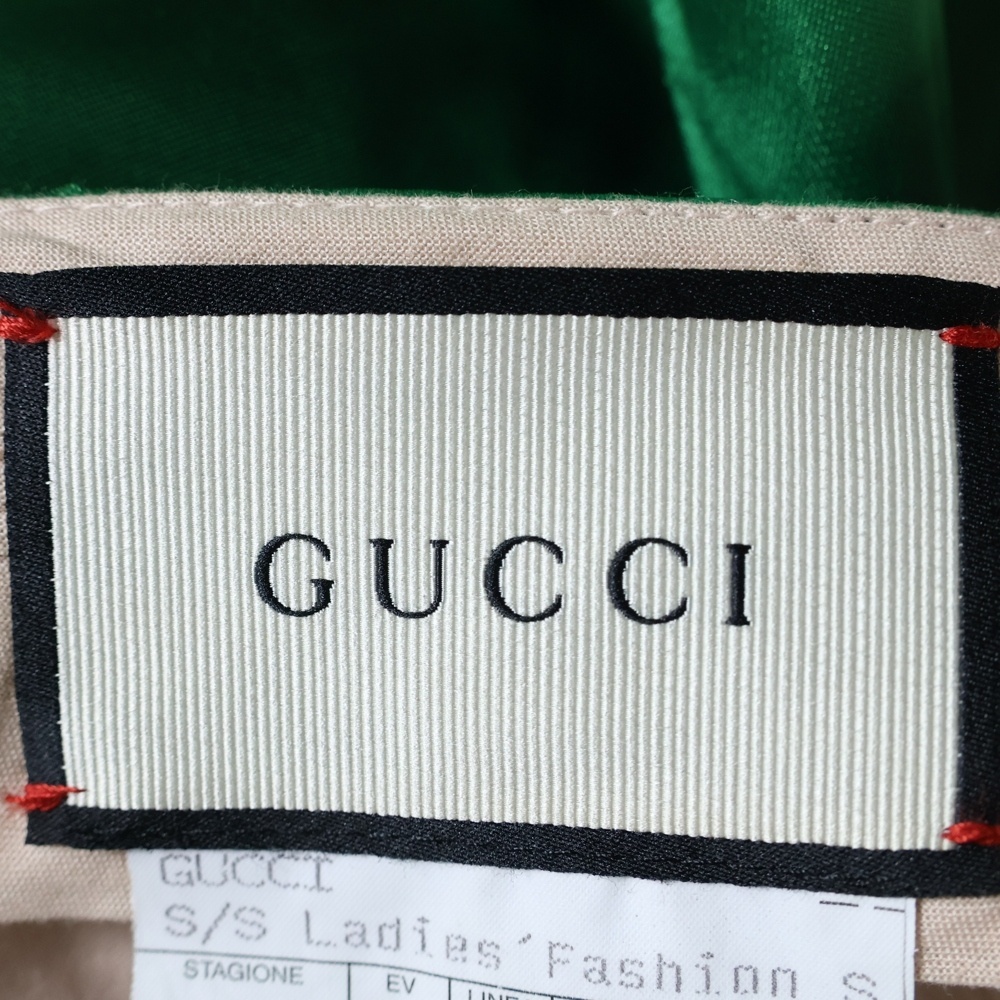 GUCCI
GUCCI
S/S Ladies' Fashion s
STAGIONE EV